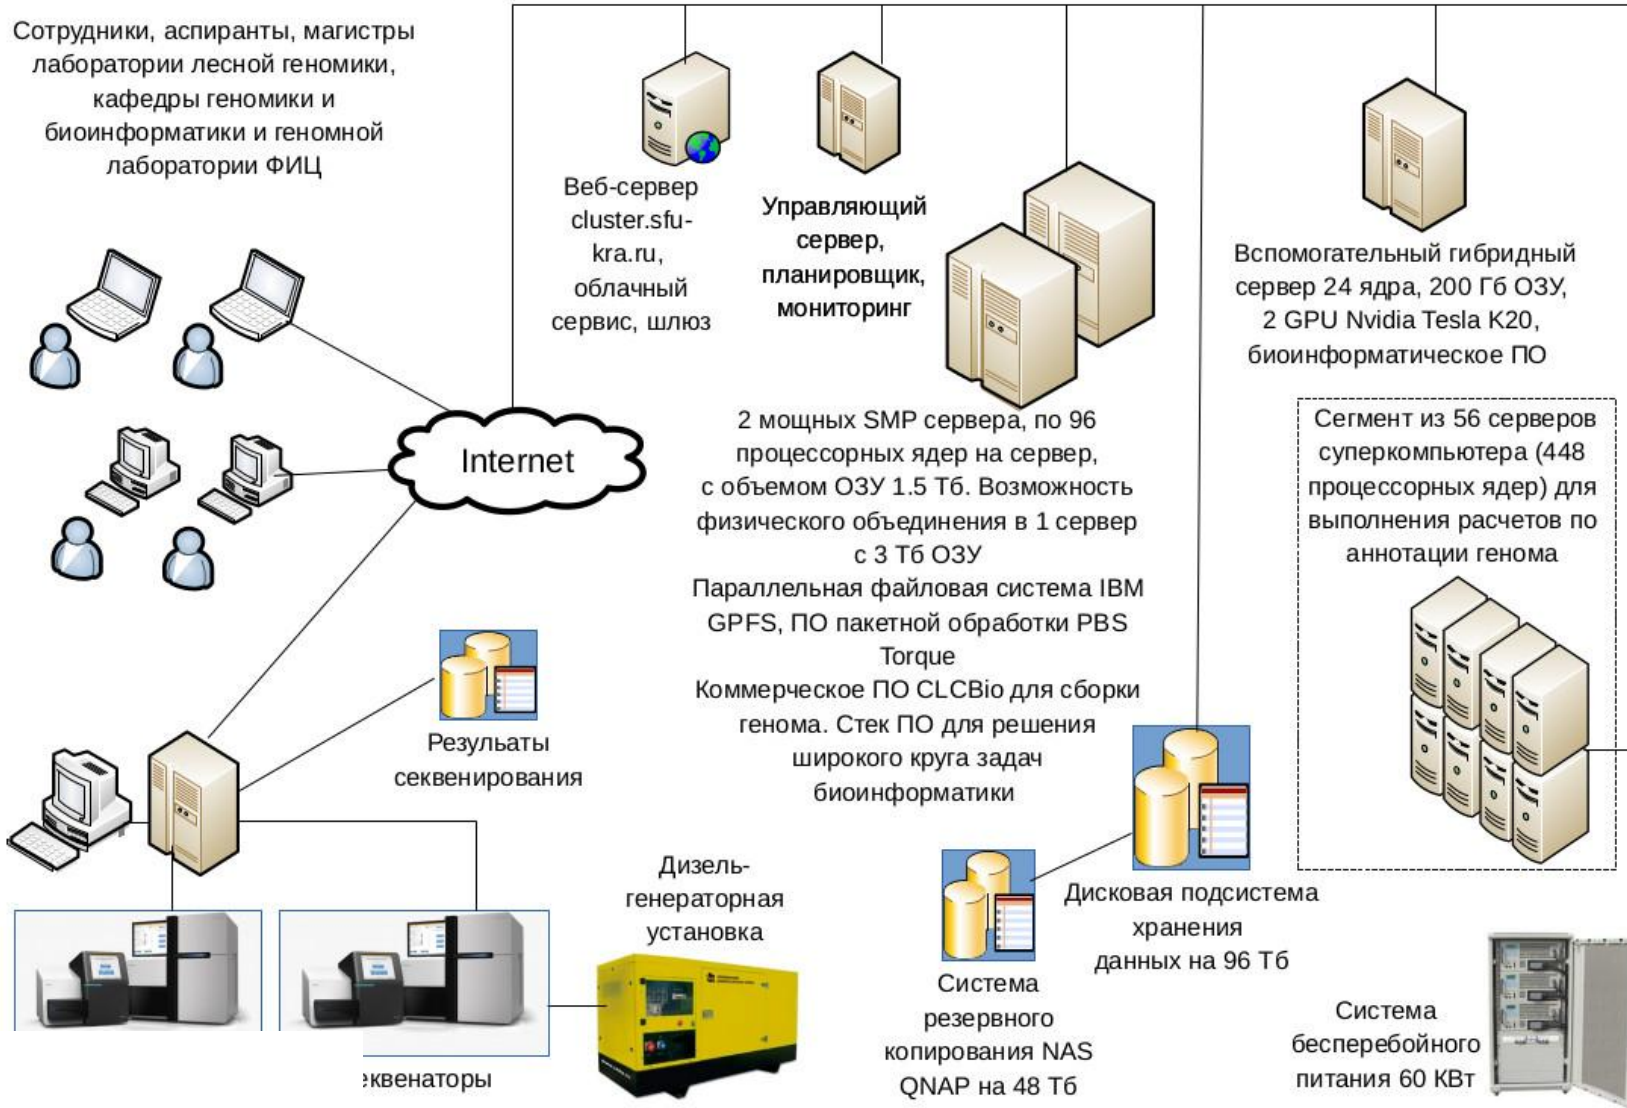 Сотрудники, аспиранты, магистры
лаборатории лесной геномики,
кафедры геномики и
биоинформатики и геномной
лаборатории ФИЦ
Веб-сервер
cluster.sfu-
kra.ru,
облачный
сервис, шлюз
Управляющий
сервер,
планировщик,
мониторинг
Вспомогательный гибридный
сервер 24 ядра, 200 Гб ОЗУ,
2 GPU Nvidia Tesla K20,
биоинформатическое ПО
Internet
2 мощных SMP сервера, по 96
процессорных ядер на сервер,
с объемом ОЗУ 1.5 Тб. Возможность
физического объединения в 1 сервер
с 3 Тб ОЗУ
Параллельная файловая система IBM
GPFS, ПО пакетной обработки PBS
Torque
Коммерческое ПО CLCBio для сборки
генома. Стек ПО для решения
широкого круга задач
биоинформатики
Сегмент из 56 серверов
суперкомпьютера (448
процессорных ядер) для
выполнения расчетов по
аннотации генома
Резульаты
секвенирования
Дизель-
генераторная
установка
Дисковая подсистема
хранения
данных на 96 Тб
Система
резервного
копирования NAS
QNAP на 48 Тб
Система
бесперебойного
питания 60 КВт
еквенаторы